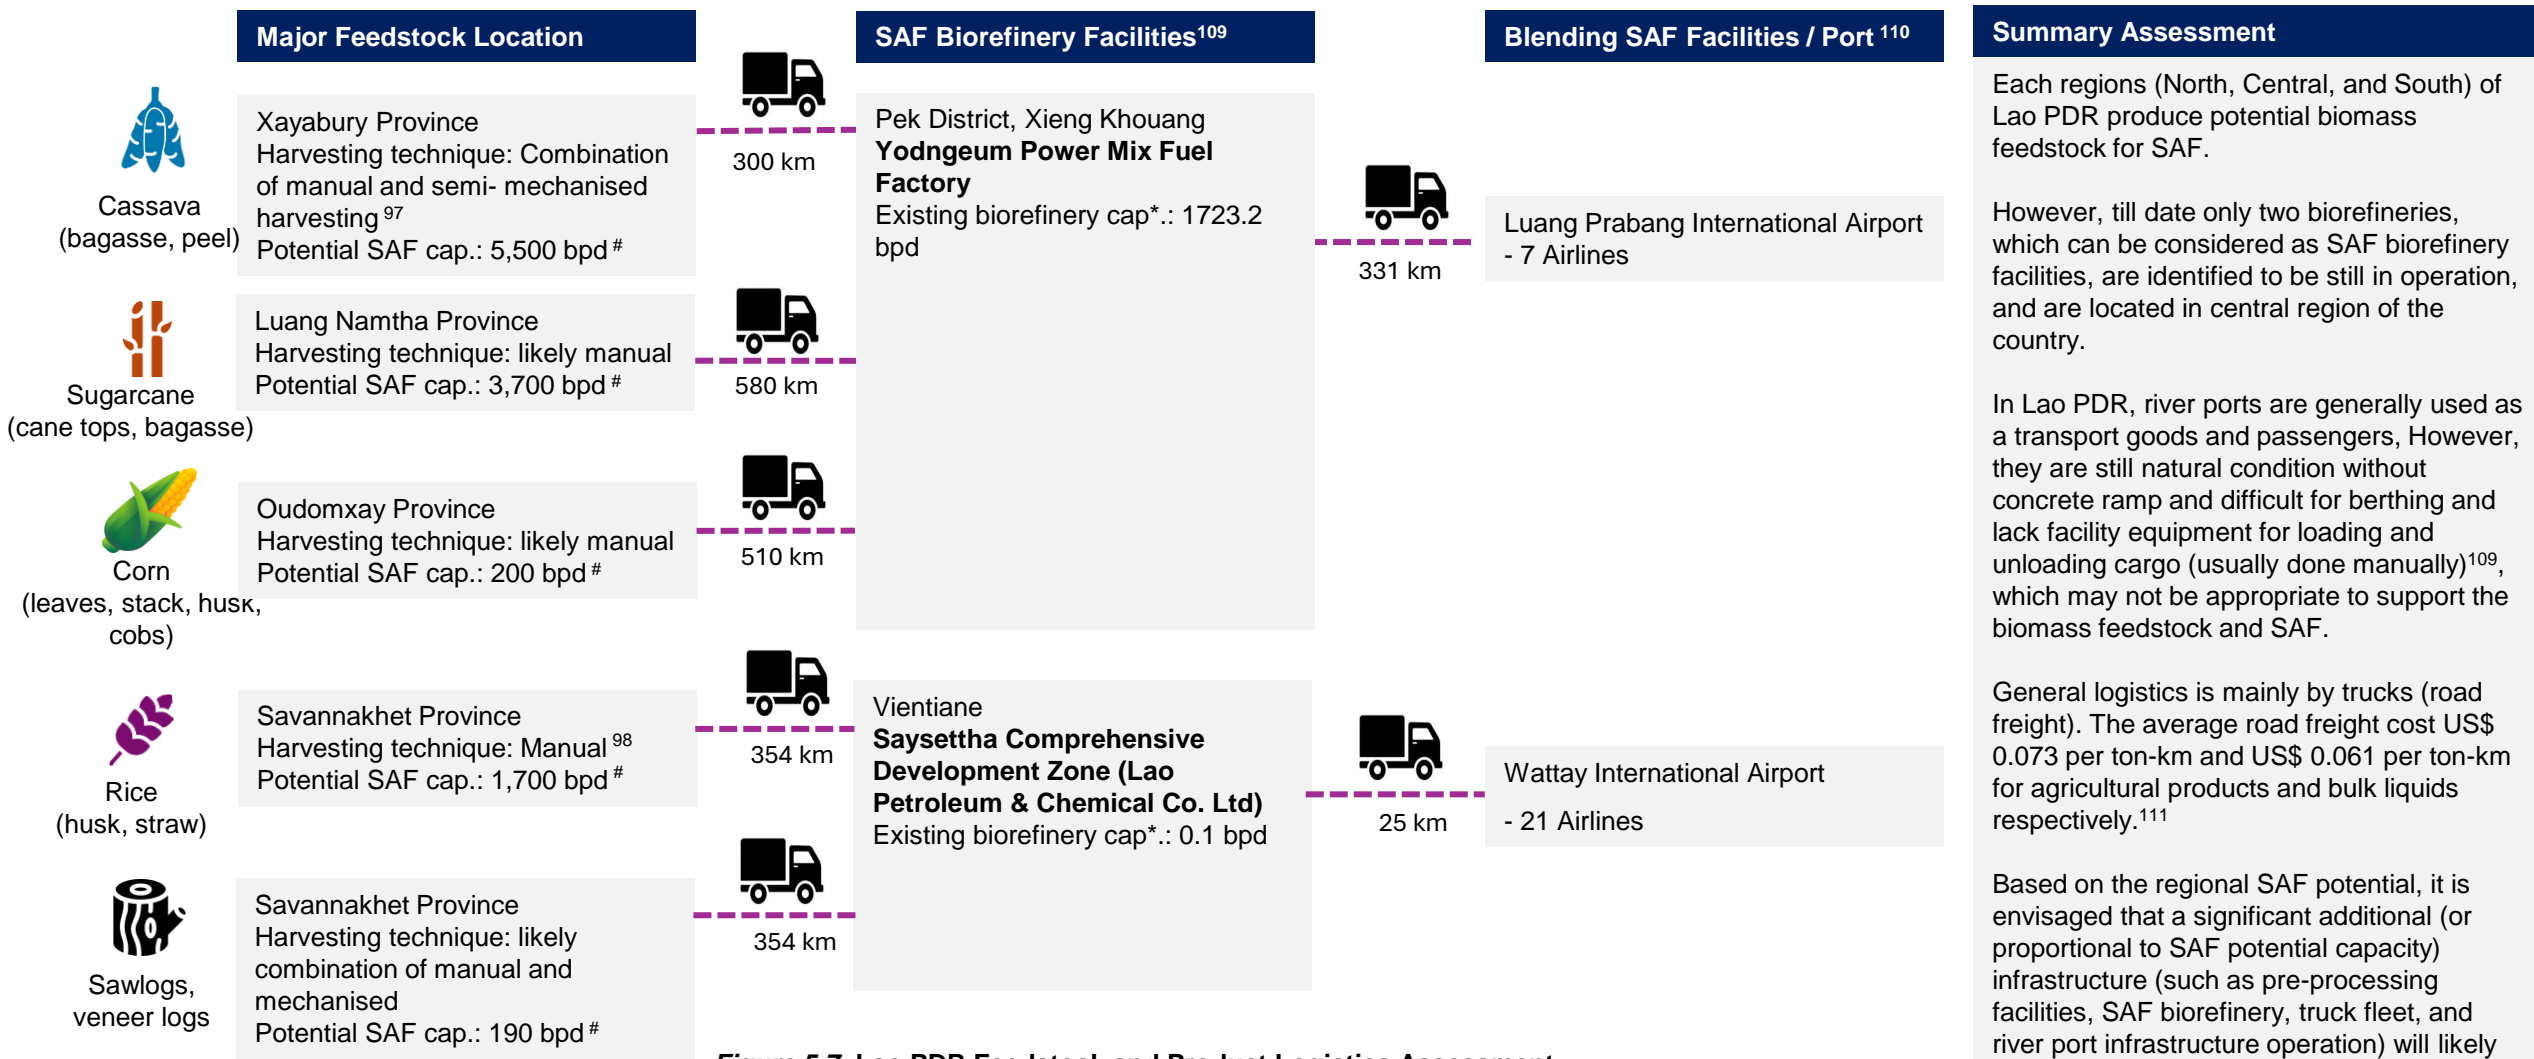 Major Feedstock Location
SAF Biorefinery Facilities109
Blending SAF Facilities / Port 110
Summary Assessment
Cassava
(bagasse, peel)
Xayabury Province
Harvesting technique: Combination
of manual and semi- mechanised
harvesting 97
Potential SAF cap.: 5,500 bpd #
300 km
Sugarcane
(cane tops, bagasse)
Luang Namtha Province
Harvesting technique: likely manual
Potential SAF cap.: 3,700 bpd #
580 km
Corn
(leaves, stack, husk,
cobs)
Oudomxay Province
Harvesting technique: likely manual
Potential SAF cap.: 200 bpd #
510 km
Rice
(husk, straw)
Savannakhet Province
Harvesting technique: Manual 98
Potential SAF cap.: 1,700 bpd #
354 km
Sawlogs,
veneer logs
Savannakhet Province
Harvesting technique: likely
combination of manual and
mechanised
Potential SAF cap.: 190 bpd #
354 km
Pek District, Xieng Khouang
Yodngeum Power Mix Fuel
Factory
Existing biorefinery cap*.: 1723.2
bpd
331 km
Vientiane
Saysettha Comprehensive
Development Zone (Lao
Petroleum & Chemical Co. Ltd)
Existing biorefinery cap*.: 0.1 bpd
25 km
Luang Prabang International Airport
- 7 Airlines
Wattay International Airport
- 21 Airlines
Each regions (North, Central, and South) of
Lao PDR produce potential biomass
feedstock for SAF.
However, till date only two biorefineries,
which can be considered as SAF biorefinery
facilities, are identified to be still in operation,
and are located in central region of the
country.
In Lao PDR, river ports are generally used as
a transport goods and passengers, However,
they are still natural condition without
concrete ramp and difficult for berthing and
lack facility equipment for loading and
unloading cargo (usually done manually)109,
which may not be appropriate to support the
biomass feedstock and SAF.
General logistics is mainly by trucks (road
freight). The average road freight cost US$
0.073 per ton-km and US$ 0.061 per ton-km
for agricultural products and bulk liquids
respectively.111
Based on the regional SAF potential, it is
envisaged that a significant additional (or
proportional to SAF potential capacity)
infrastructure (such as pre-processing
facilities, SAF biorefinery, truck fleet, and
river port infrastructure operation) will likely
Figure 5.7 Lao PDR Feedstock and Product Logistics Assessment